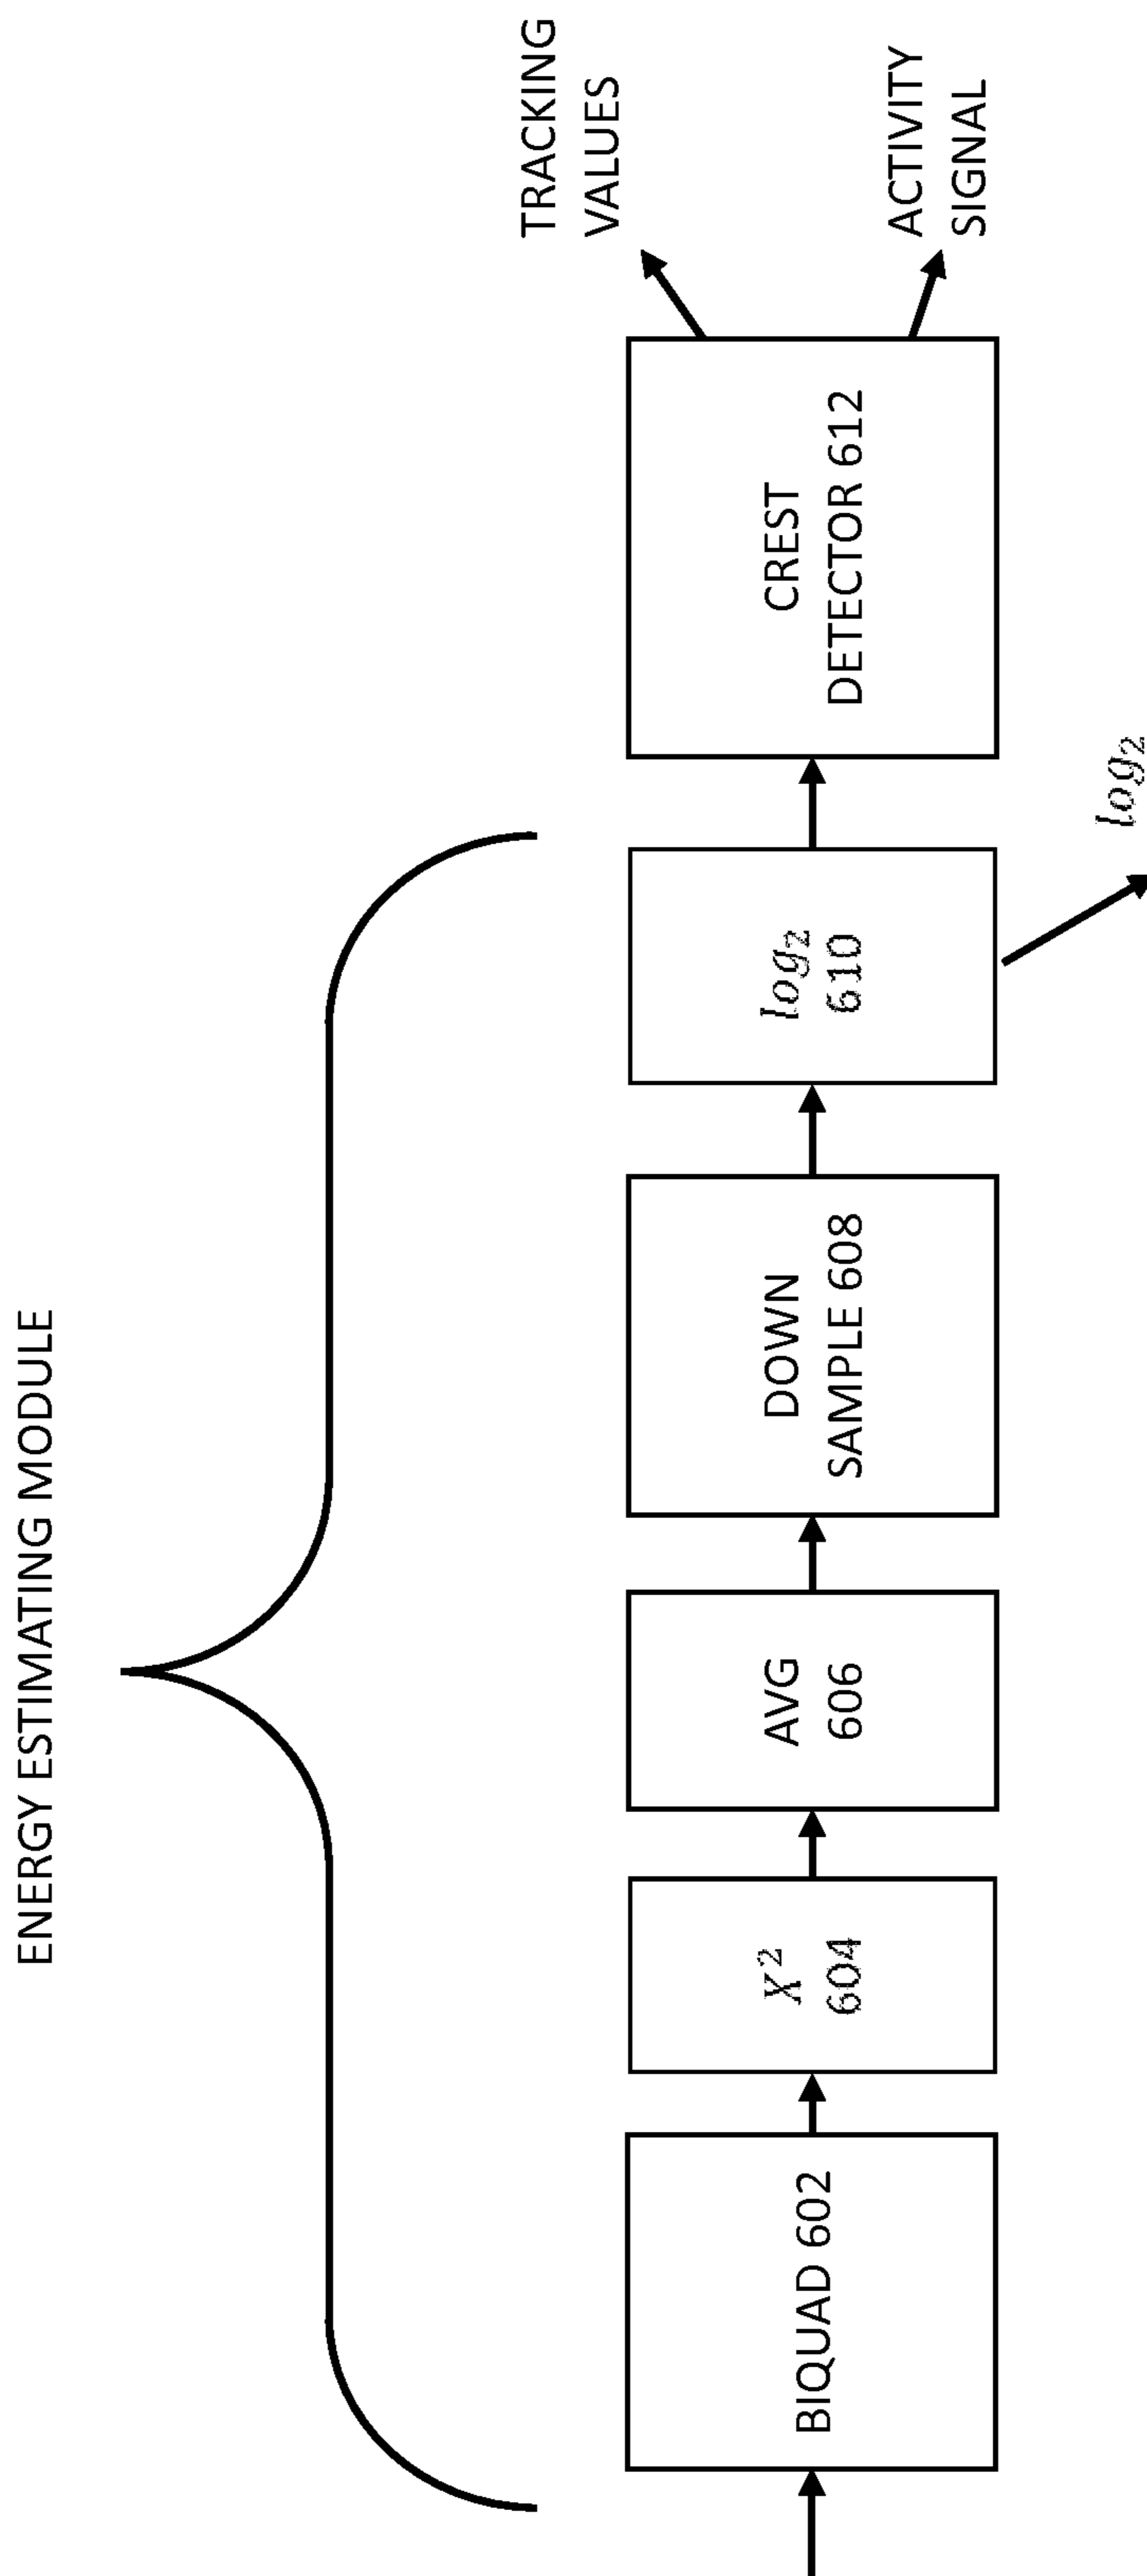 ENERGY ESTIMATING MODULE
BIQUAD 602
X²
604
AVG
606
DOWN
SAMPLE 608
log₂
610
log₂
CREST
DETECTOR 612
TRACKING
VALUES
ACTIVITY
SIGNAL